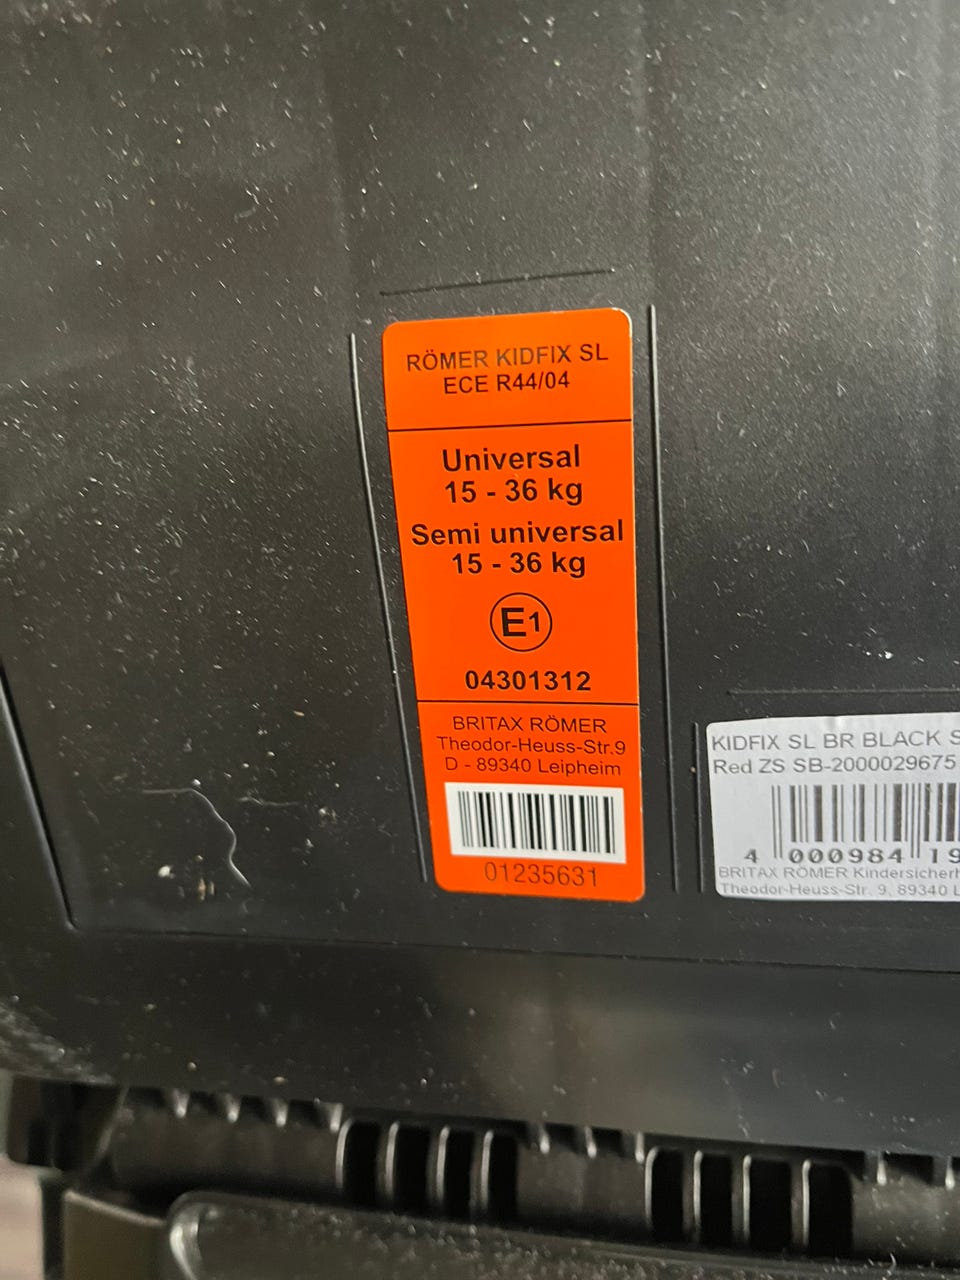 RÖMER KIDFIX SL
ECE R44/04
Universal
15 - 36 kg
Semi universal
15 - 36 kg
E1
04301312
BRITAX RÖMER
Theodor-Heuss-Str.9
D - 89340 Leipheim
01235631
KIDFIX SL BR BLACK S
Red ZS SB-2000029675
4 000984 19
BRITAX RÖMER Kindersicherh
Theodor-Heuss-Str. 9, 89340 L